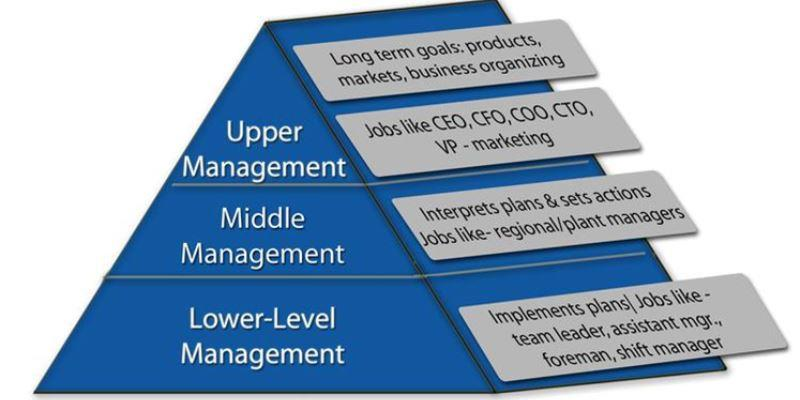 Long term goals: products,
markets, business organizing
Jobs like CEO, CFO, COO, CTO,
VP - marketing
Upper
Management
Interprets plans & sets actions
Jobs like- regional/plant managers
Middle
Management
Implements plans| Jobs like -
team leader, assistant mgr.,
foreman, shift manager
Lower-Level
Management